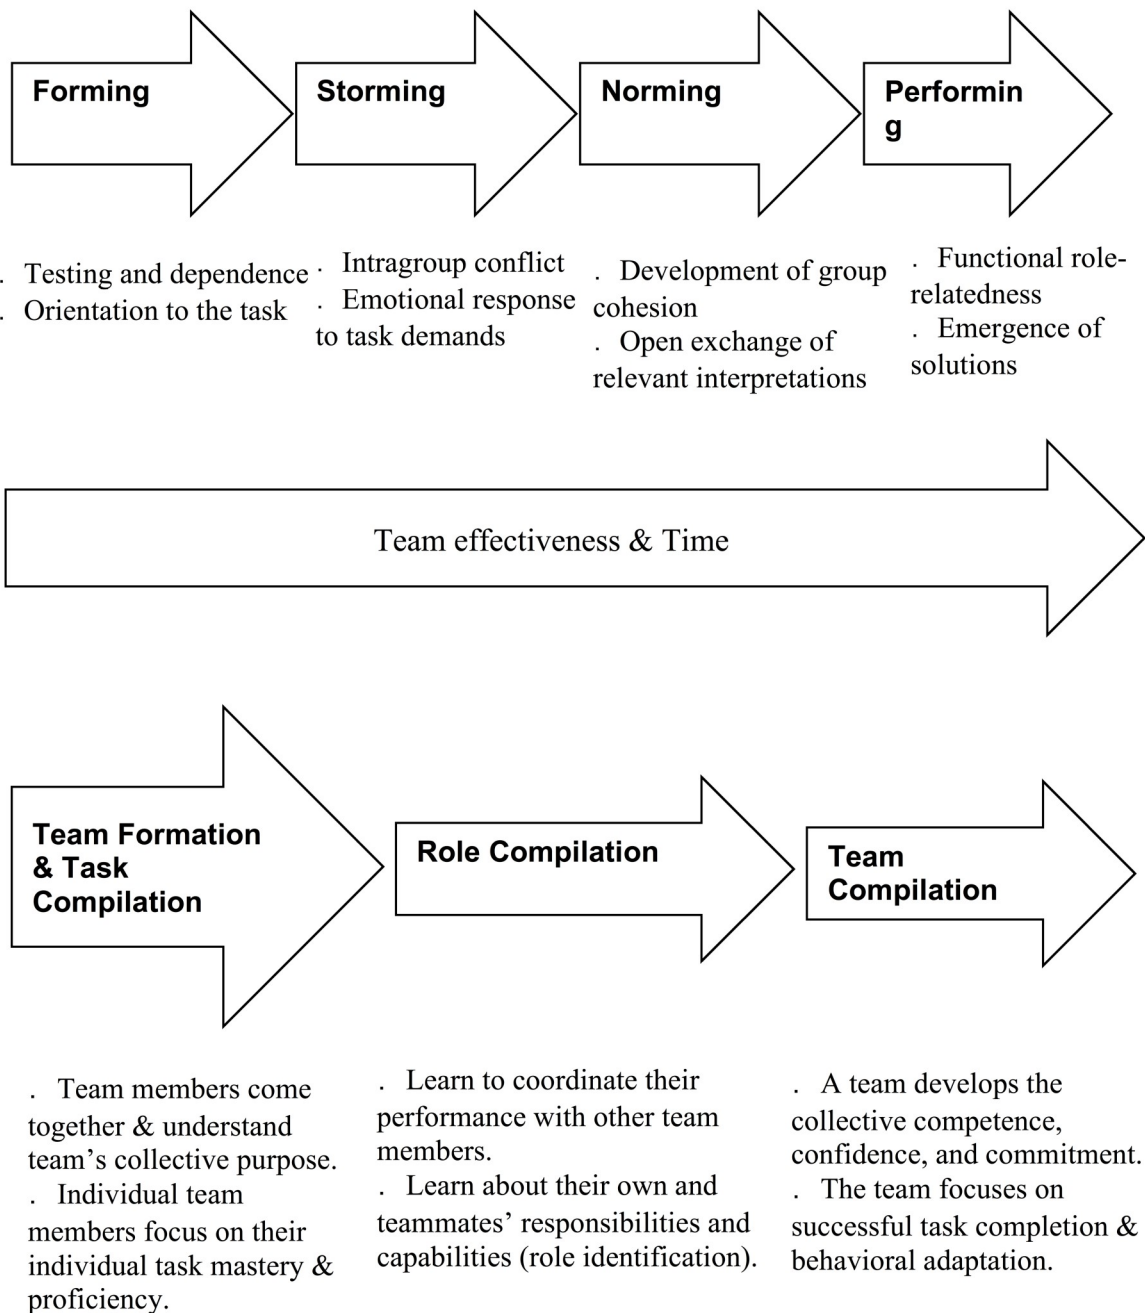 Forming
Storming
Norming
Performin
g
. Testing and dependence
. Orientation to the task
. Intragroup conflict
. Emotional response
to task demands
. Development of group
cohesion
. Open exchange of
relevant interpretations
. Functional role-
relatedness
. Emergence of
solutions
Team effectiveness & Time
Team Formation
& Task
Compilation
Role Compilation
Team
Compilation
. Team members come
together & understand
team’s collective purpose.
. Individual team
members focus on their
individual task mastery &
proficiency.
. Learn to coordinate their
performance with other team
members.
. Learn about their own and
teammates’ responsibilities and
capabilities (role identification).
. A team develops the
collective competence,
confidence, and commitment.
. The team focuses on
successful task completion &
behavioral adaptation.